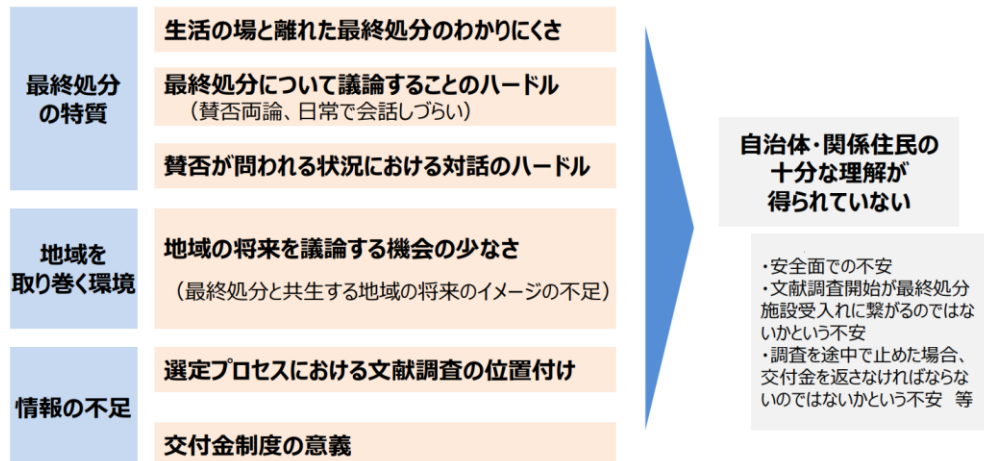 最終処分
の特質
生活の場と離れた最終処分のわかりにくさ
最終処分について議論することのハードル
（賛否両論、日常で会話しづらい）
賛否が問われる状況における対話のハードル
地域を
取り巻く環境
地域の将来を議論する機会の少なさ
（最終処分と共生する地域の将来のイメージの不足）
情報の不足
選定プロセスにおける文献調査の位置付け
交付金制度の意義
自治体・関係住民の
十分な理解が
得られていない
・安全面での不安
・文献調査開始が最終処分
施設受入れに繋がるのではな
いかという不安
・調査を途中で止めた場合、
交付金を返さなければならな
いのではないかという不安　等